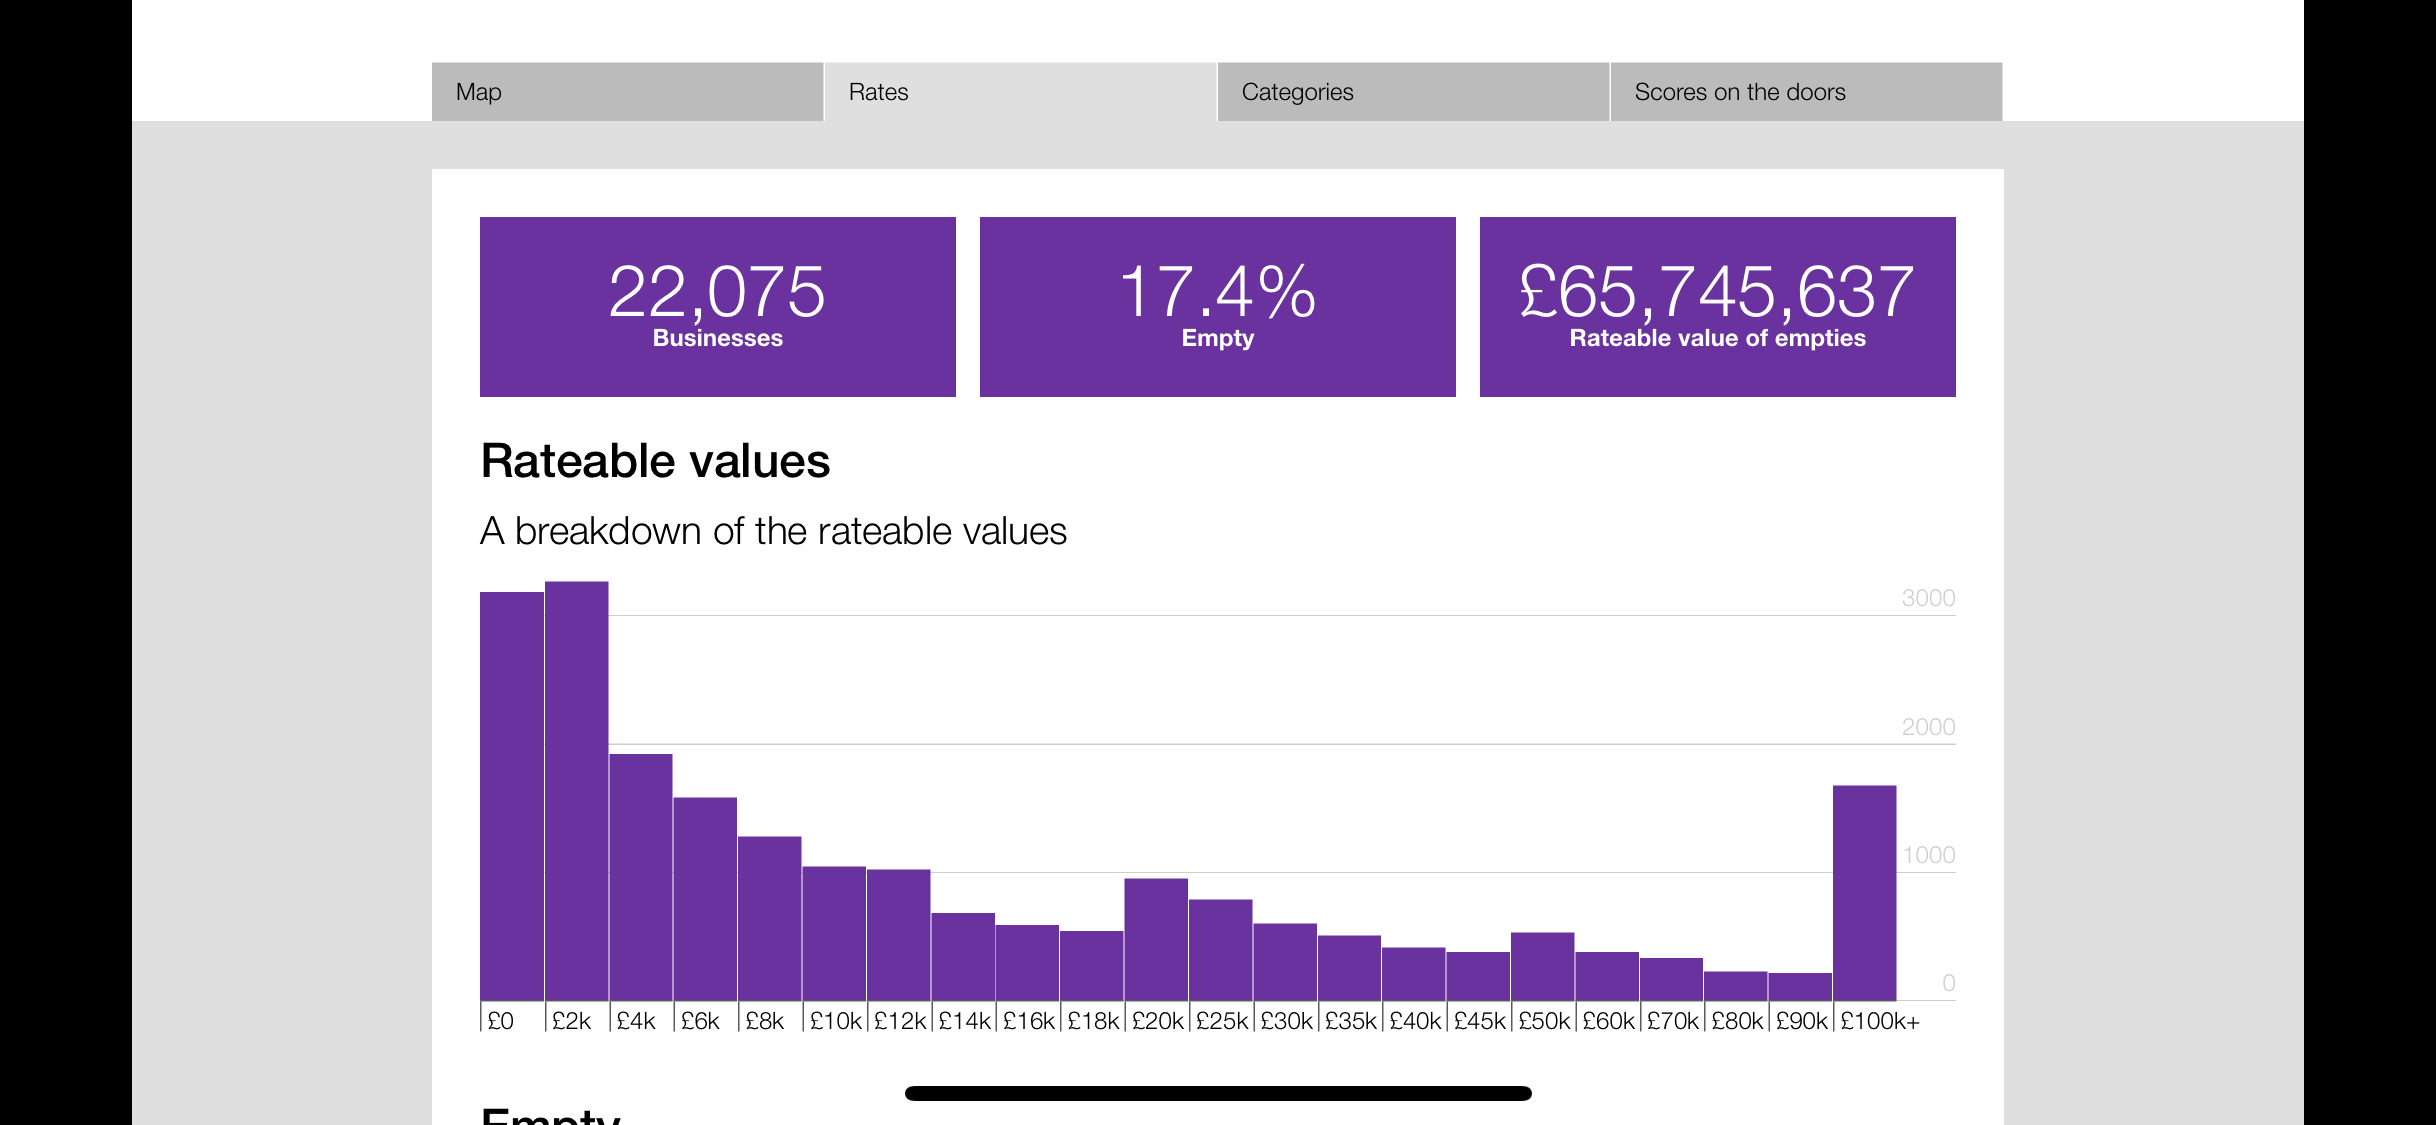 Map
Rates
Categories
Scores on the doors
22,075
Businesses
17.4%
Empty
£65,745,637
Rateable value of empties
Rateable values
A breakdown of the rateable values
3000
2000
1000
0
£0 £2k £4k £6k £8k £10k £12k £14k £16k £18k £20k £25k £30k £35k £40k £45k £50k £60k £70k £80k £90k £100k+
Empty